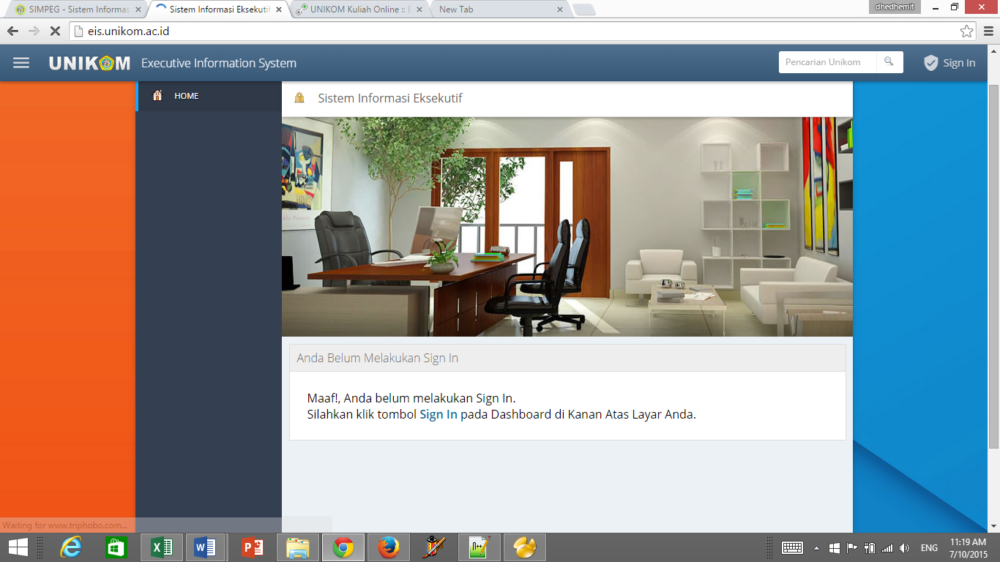 SIMPEG - Sistem Informas
Sistem Informasi Eksekutif
UNIKOM Kuliah Online :: E
New Tab
dhedhemit
eis.unikom.ac.id
UNIKOM
Executive Information System
Pencarian Unikom
Sign In
HOME
Sistem Informasi Eksekutif
Anda Belum Melakukan Sign In
Maaf!, Anda belum melakukan Sign In.
Silahkan klik tombol Sign In pada Dashboard di Kanan Atas Layar Anda.
Waiting for www.triphobo.com...
ENG
11:19 AM
7/10/2015